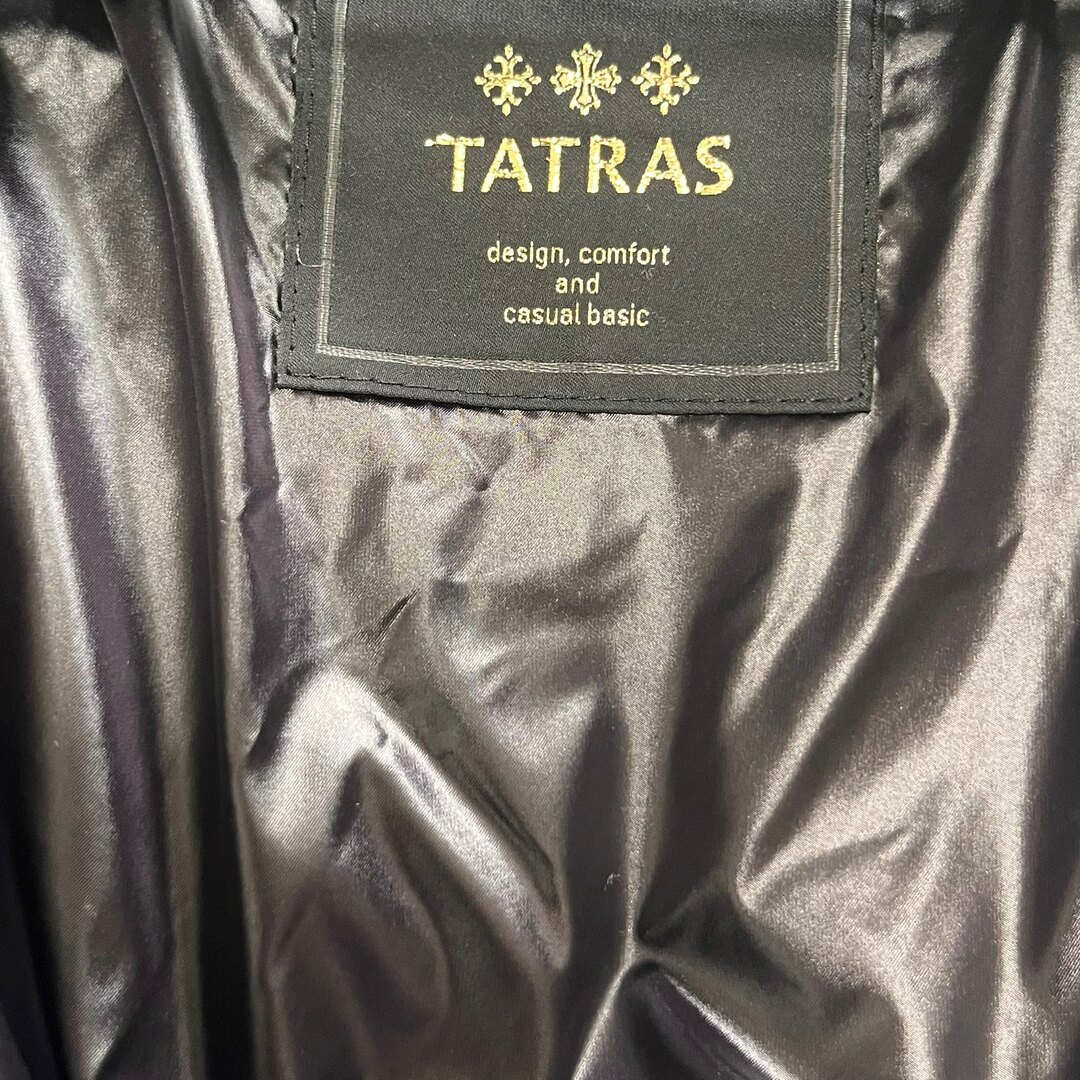 TATRAS
design, comfort
and
casual basic